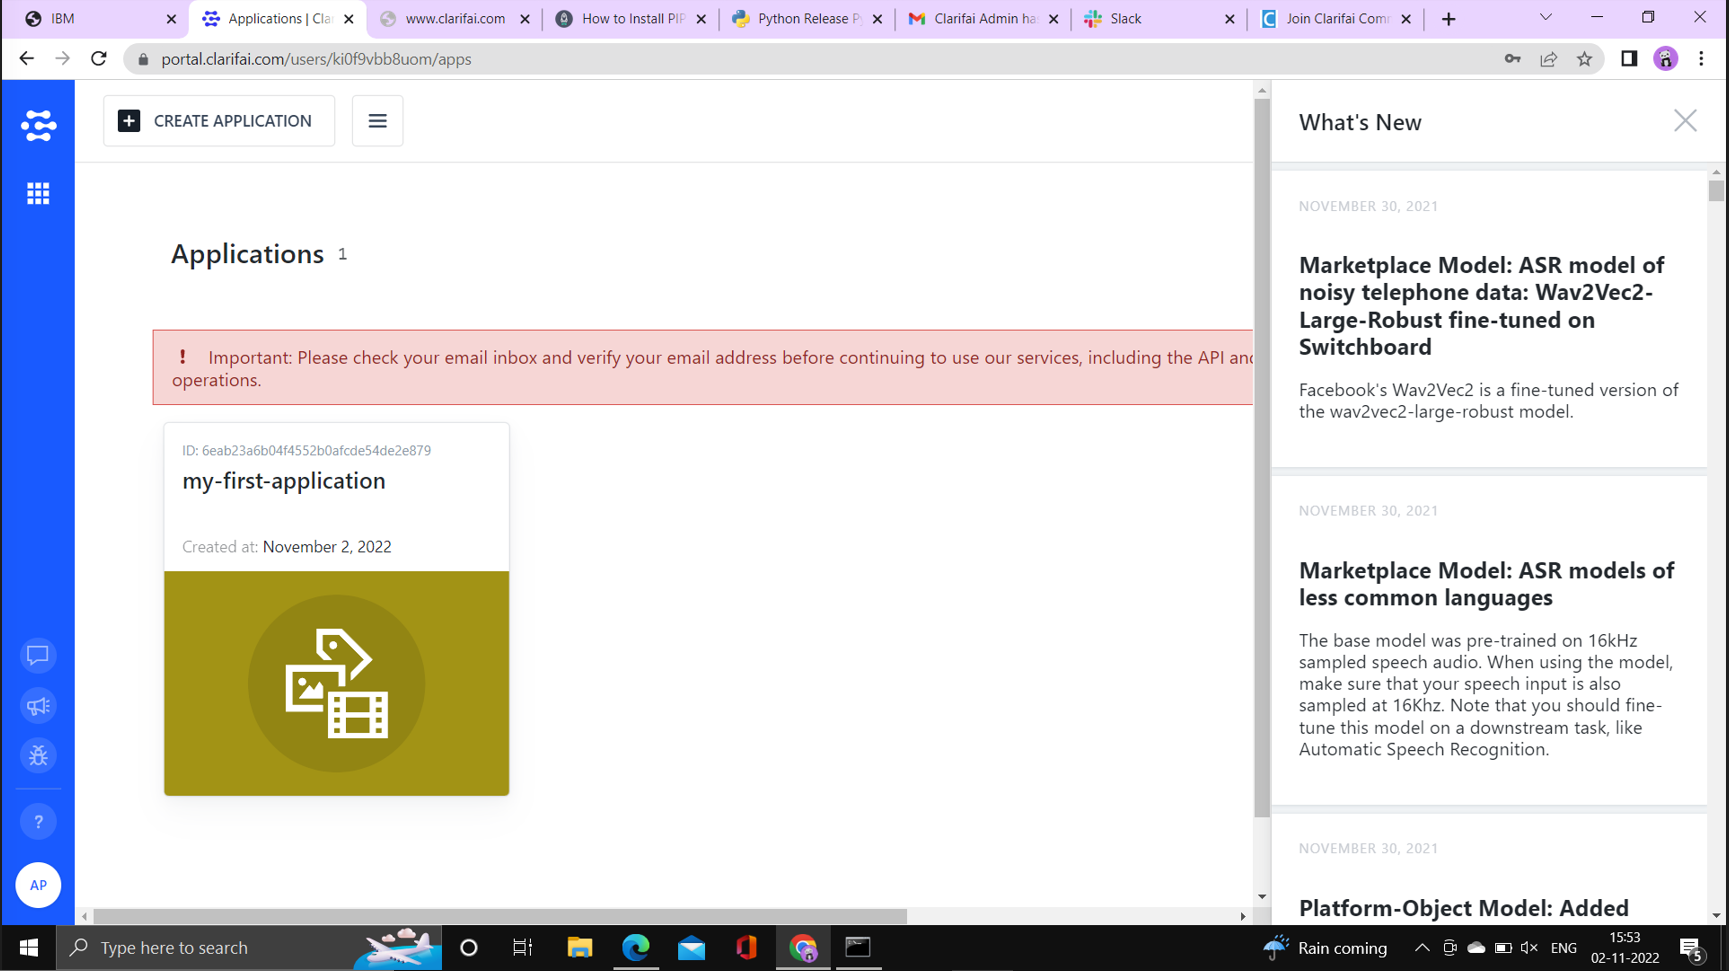 IBM
Applications | Cla
www.clarifai.com
How to Install PIP
Python Release P
Clarifai Admin ha
Slack
Join Clarifai Com
portal.clarifai.com/users/ki0f9vbb8uom/apps
CREATE APPLICATION
What's New
Applications 1
Important: Please check your email inbox and verify your email address before continuing to use our services, including the API and
operations.
ID: 6eab23a6b04f4552b0afcde54de2e879
my-first-application
Created at: November 2, 2022
?
AP
NOVEMBER 30, 2021
Marketplace Model: ASR model of
noisy telephone data: Wav2Vec2-
Large-Robust fine-tuned on
Switchboard
Facebook's Wav2Vec2 is a fine-tuned version of
the wav2vec2-large-robust model.
NOVEMBER 30, 2021
Marketplace Model: ASR models of
less common languages
The base model was pre-trained on 16kHz
sampled speech audio. When using the model,
make sure that your speech input is also
sampled at 16Khz. Note that you should fine-
tune this model on a downstream task, like
Automatic Speech Recognition.
NOVEMBER 30, 2021
Platform-Object Model: Added
Type here to search
Rain coming
ENG
15:53
02-11-2022
5